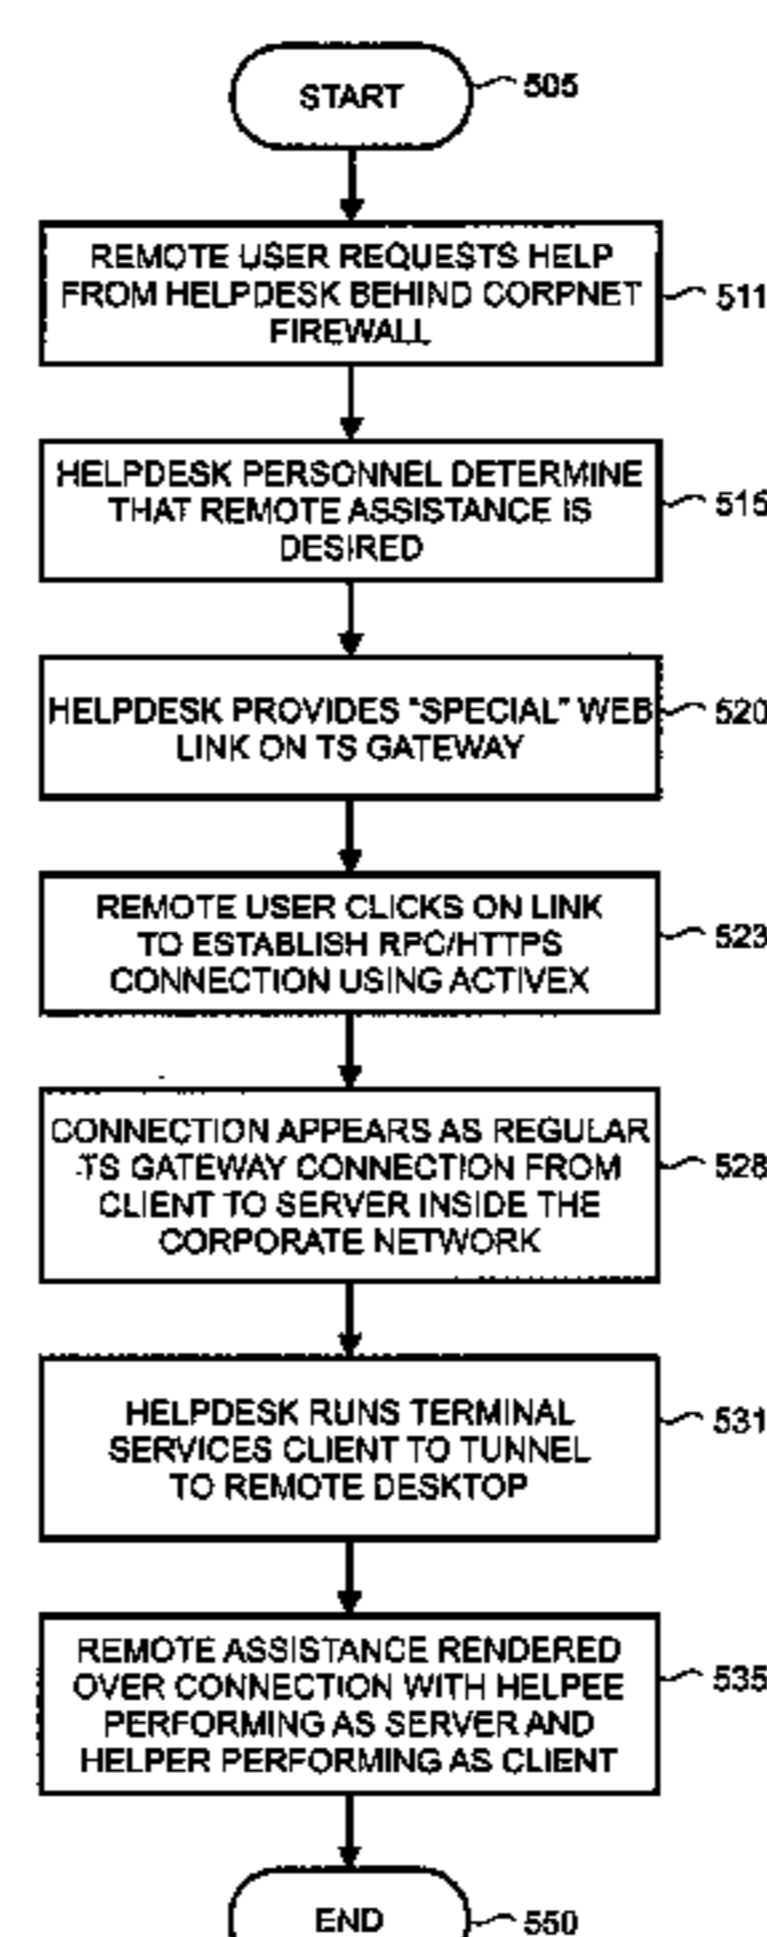 START
505
REMOTE USER REQUESTS HELP
FROM HELPDESK BEHIND CORPNET
FIREWALL
511
HELPDESK PERSONNEL DETERMINE
THAT REMOTE ASSISTANCE IS
DESIRED
515
HELPDESK PROVIDES "SPECIAL" WEB
LINK ON TS GATEWAY
520
REMOTE USER CLICKS ON LINK
TO ESTABLISH RPC/HTTPS
CONNECTION USING ACTIVEX
523
CONNECTION APPEARS AS REGULAR
TS GATEWAY CONNECTION FROM
CLIENT TO SERVER INSIDE THE
CORPORATE NETWORK
528
HELPDESK RUNS TERMINAL
SERVICES CLIENT TO TUNNEL
TO REMOTE DESKTOP
531
REMOTE ASSISTANCE RENDERED
OVER CONNECTION WITH HELPEE
PERFORMING AS SERVER AND
HELPER PERFORMING AS CLIENT
535
END
550